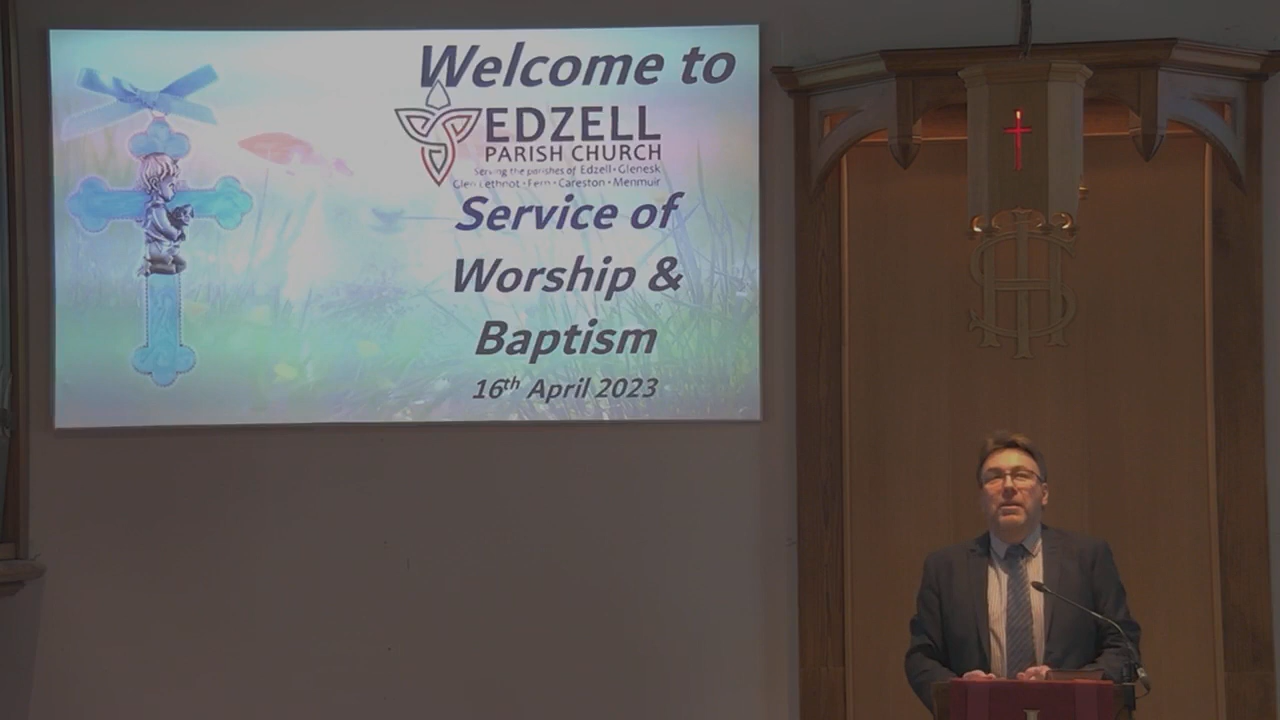 Welcome to
EDZELL
PARISH CHURCH
Serving the parishes of Edzell • Glenesk
Glen Lethnot • Fern • Careston • Menmuir
Service of
Worship &
Baptism
16th April 2023
IHS